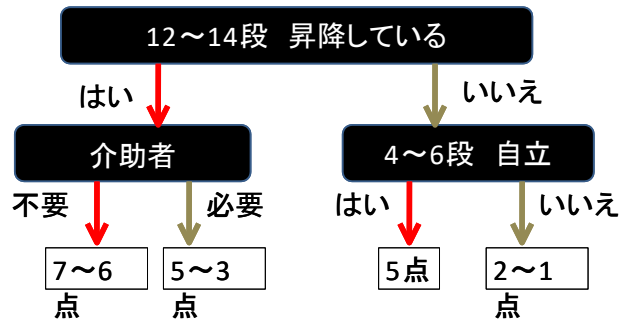 12～14段　昇降している
はい
いいえ
介助者
4～6段　自立
不要
必要
はい
いいえ
7～6
点
5～3
点
5点
2～1
点